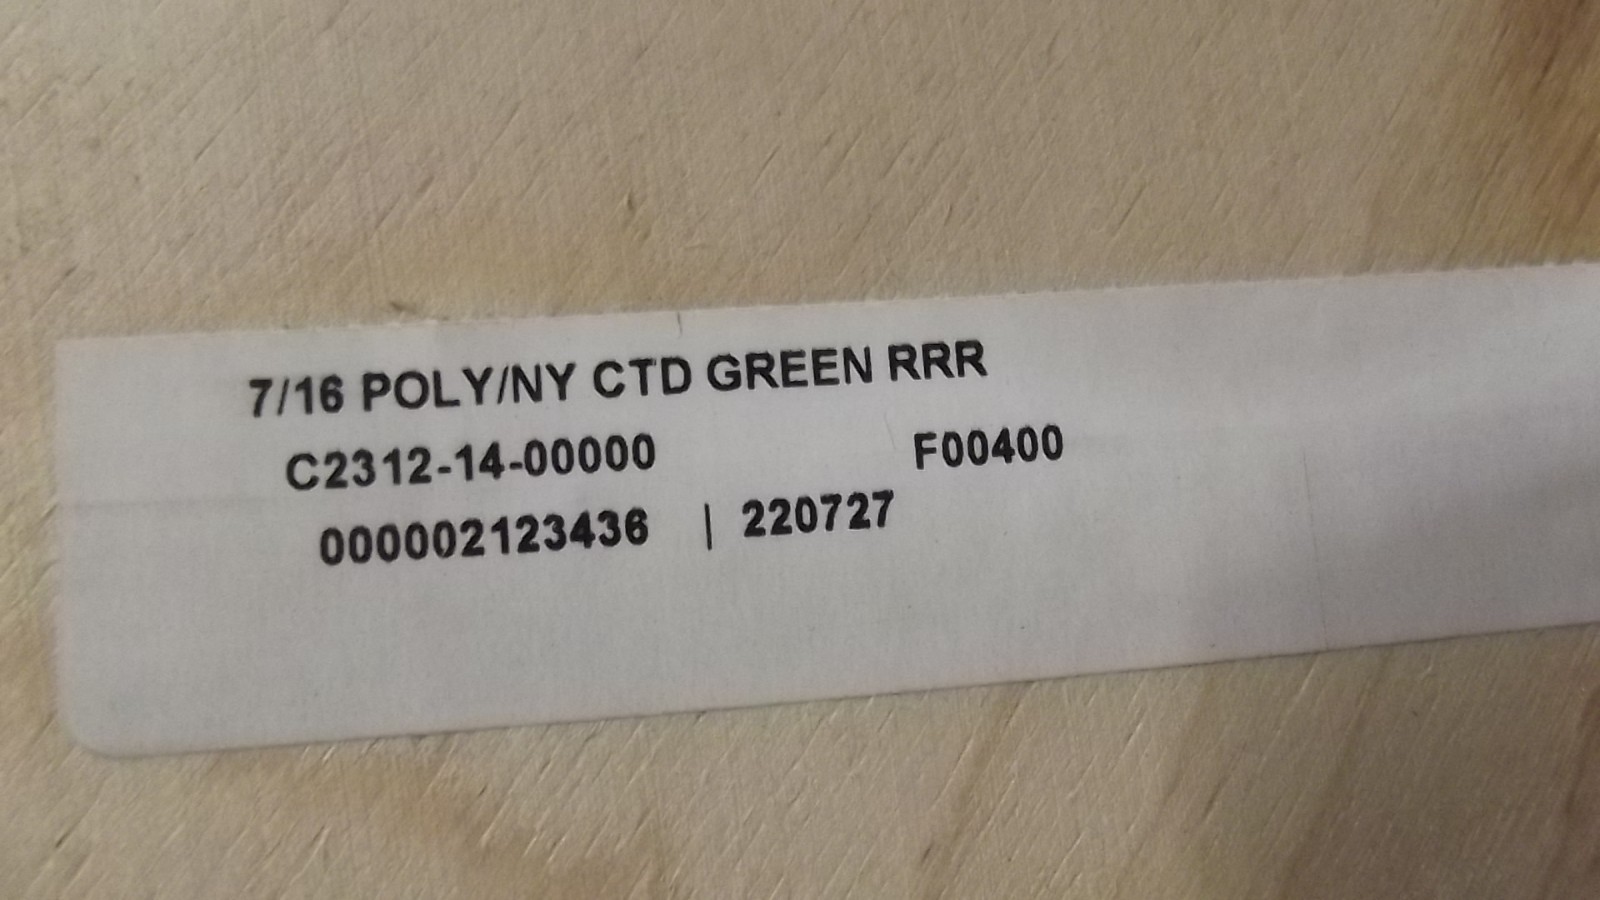 7/16 POLY/NY CTD GREEN RRR
C2312-14-00000 F00400
000002123436 | 220727